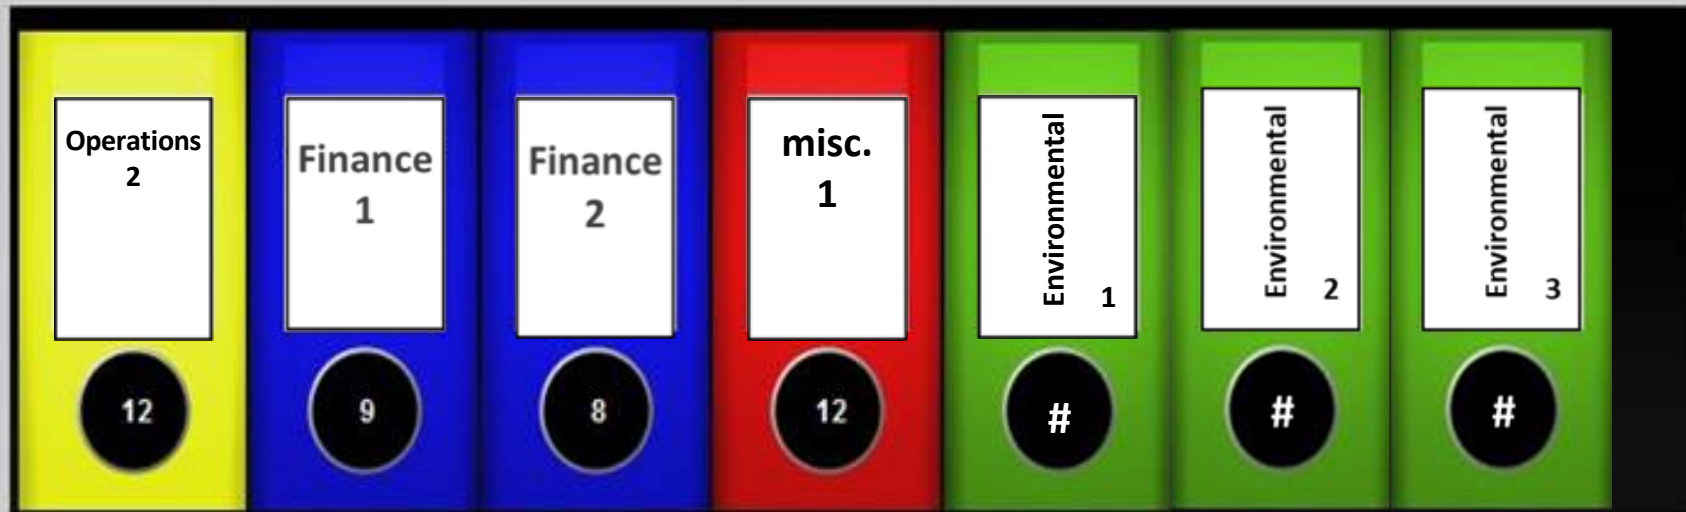 Operations
2
Finance
1
Finance
2
misc.
1
Environmental
1
Environmental
2
Environmental
3
12
9
8
12
#
#
#